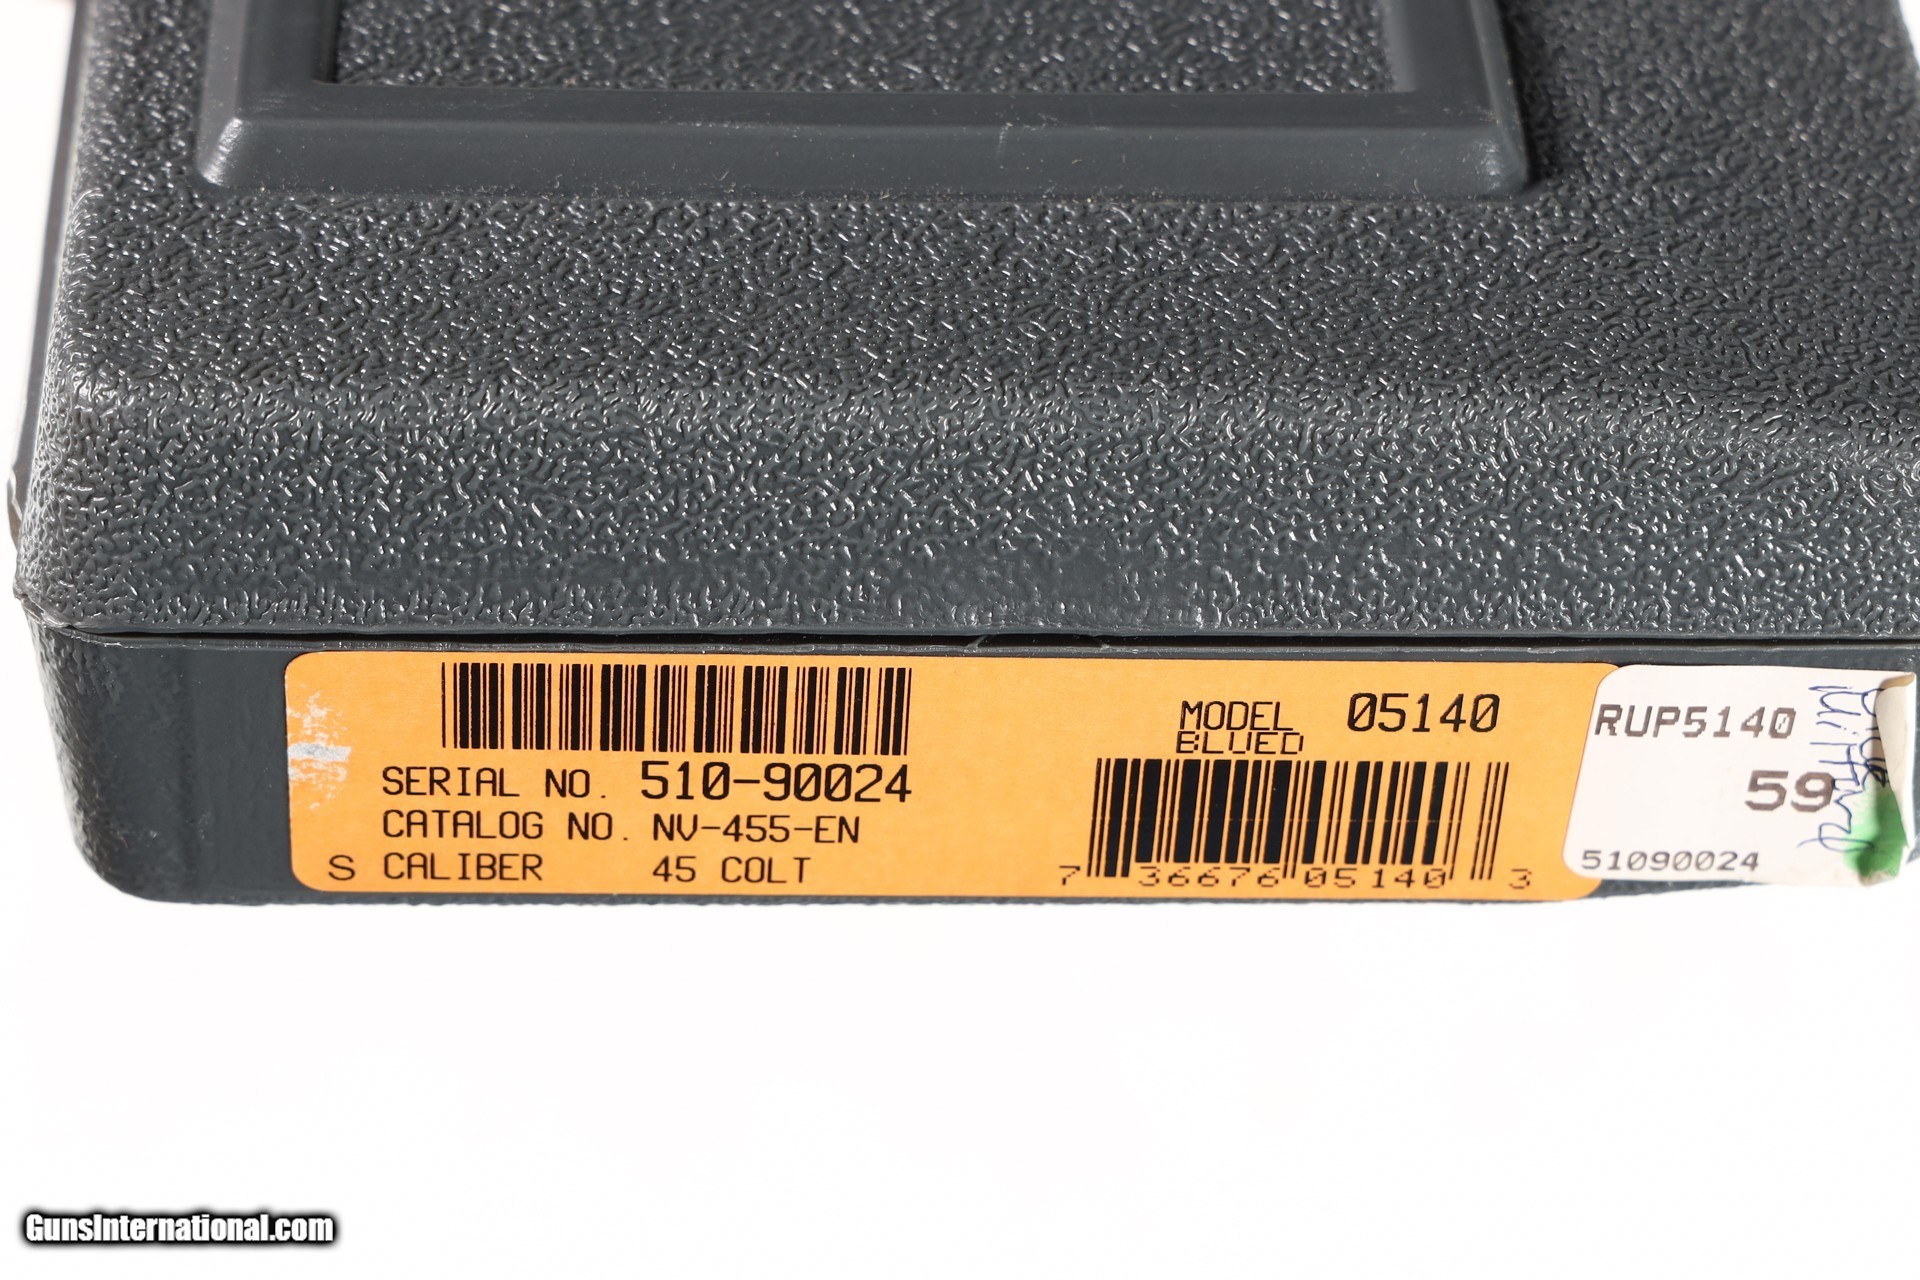 SERIAL NO. 510-90024
CATALOG NO. NV-455-EN
S CALIBER 45 COLT
MODEL 05140
BLUED
7 36676 05140 3
RUP5140
59
51090024
GunsInternational.com